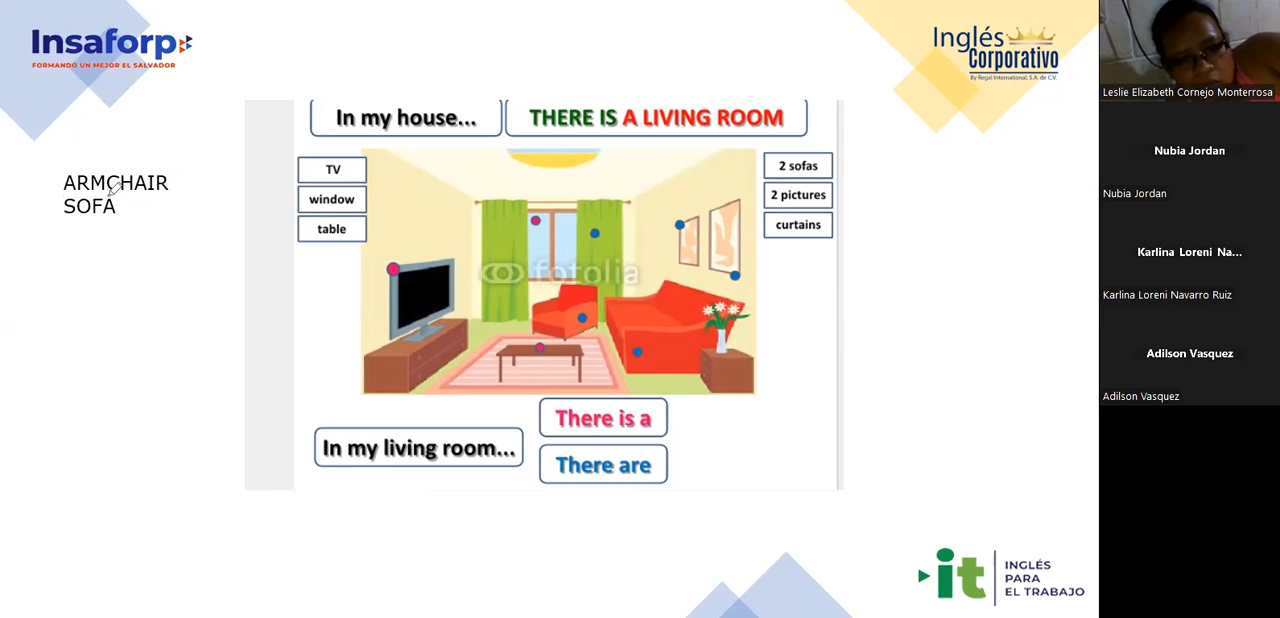 Insaforp
FORMANDO UN MEJOR EL SALVADOR
Inglés
Corporativo
By Regal International, S.A. de C.V.
In my house...
THERE IS A LIVING ROOM
ARMCHAIR
SOFA
TV
window
table
2 sofas
2 pictures
curtains
fotolia
There is a
In my living room...
There are
it
INGLÉS
PARA
EL TRABAJO
Leslie Elizabeth Cornejo Monterrosa
Nubia Jordan
Nubia Jordan
Karlina Loreni Na...
Karlina Loreni Navarro Ruiz
Adilson Vasquez
Adilson Vasquez